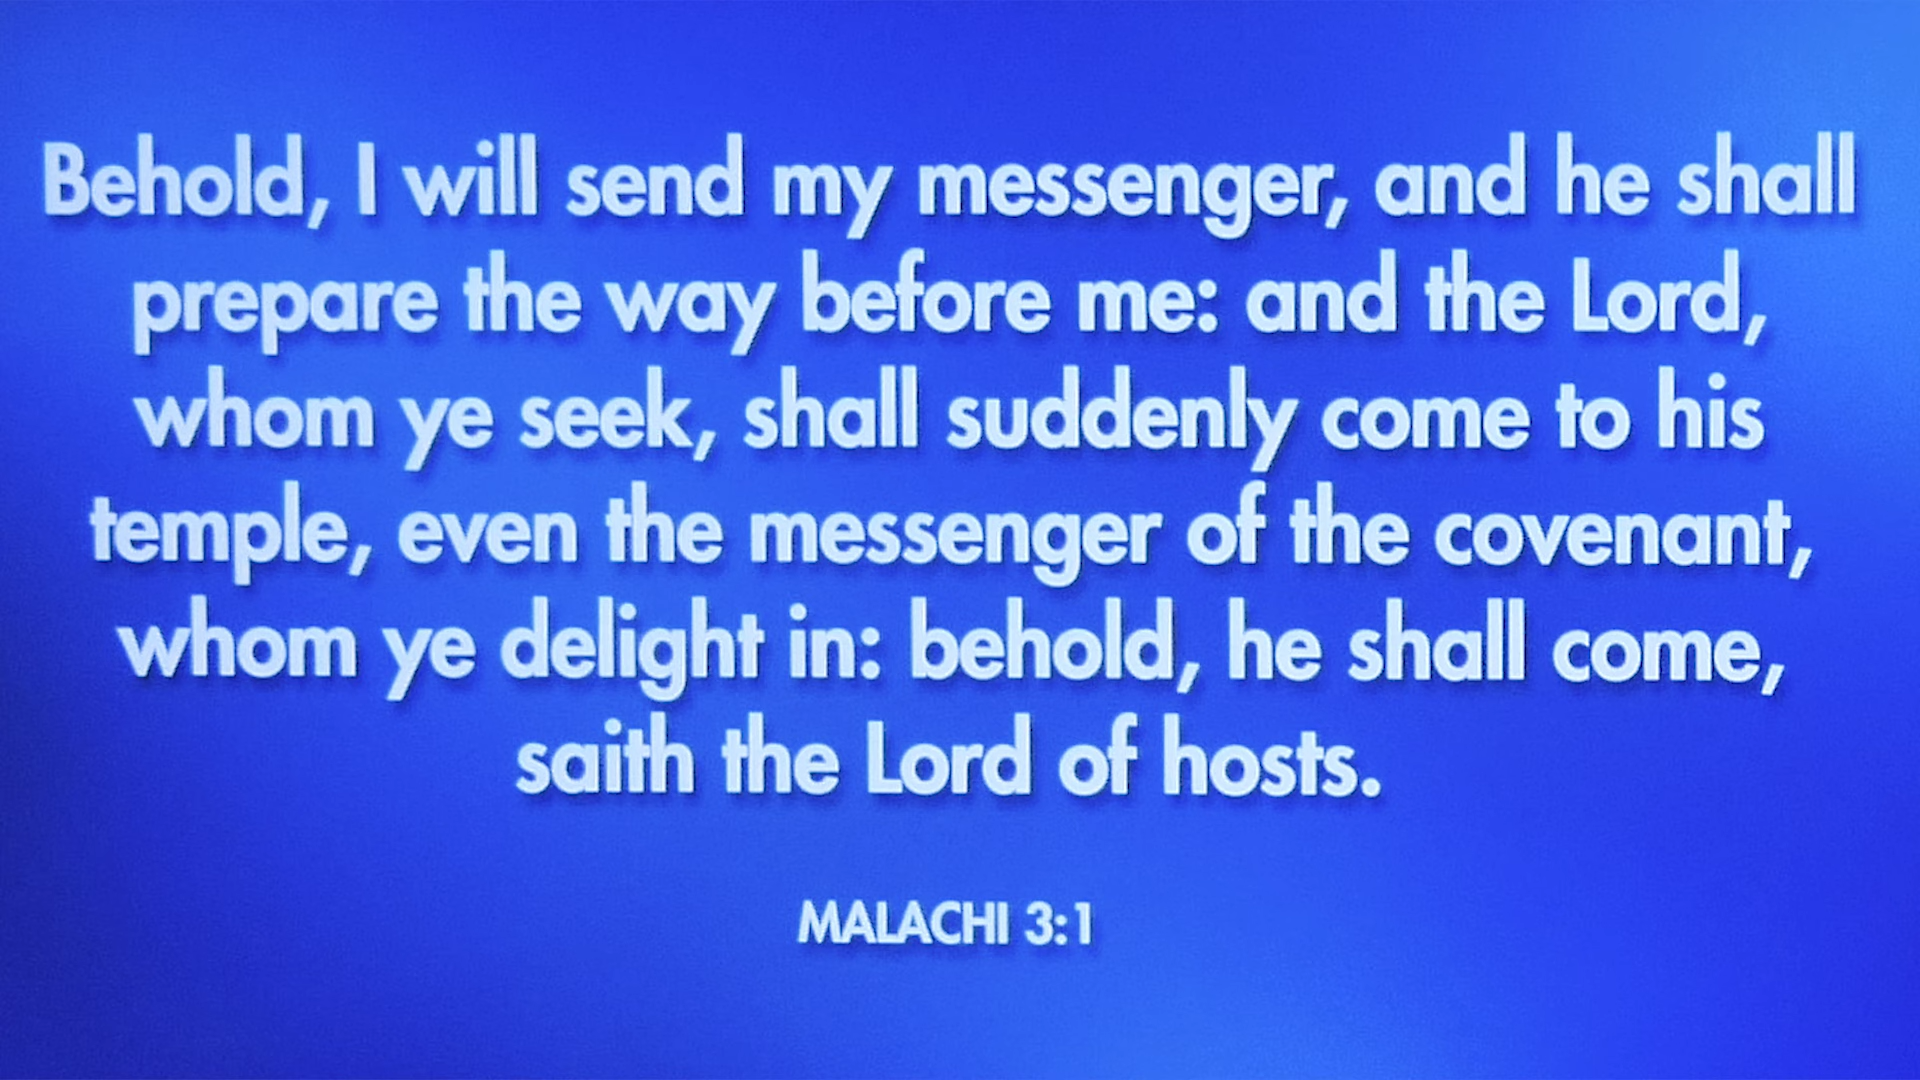 Behold, I will send my messenger, and he shall
prepare the way before me: and the Lord,
whom ye seek, shall suddenly come to his
temple, even the messenger of the covenant,
whom ye delight in: behold, he shall come,
saith the Lord of hosts.
MALACHI 3:1